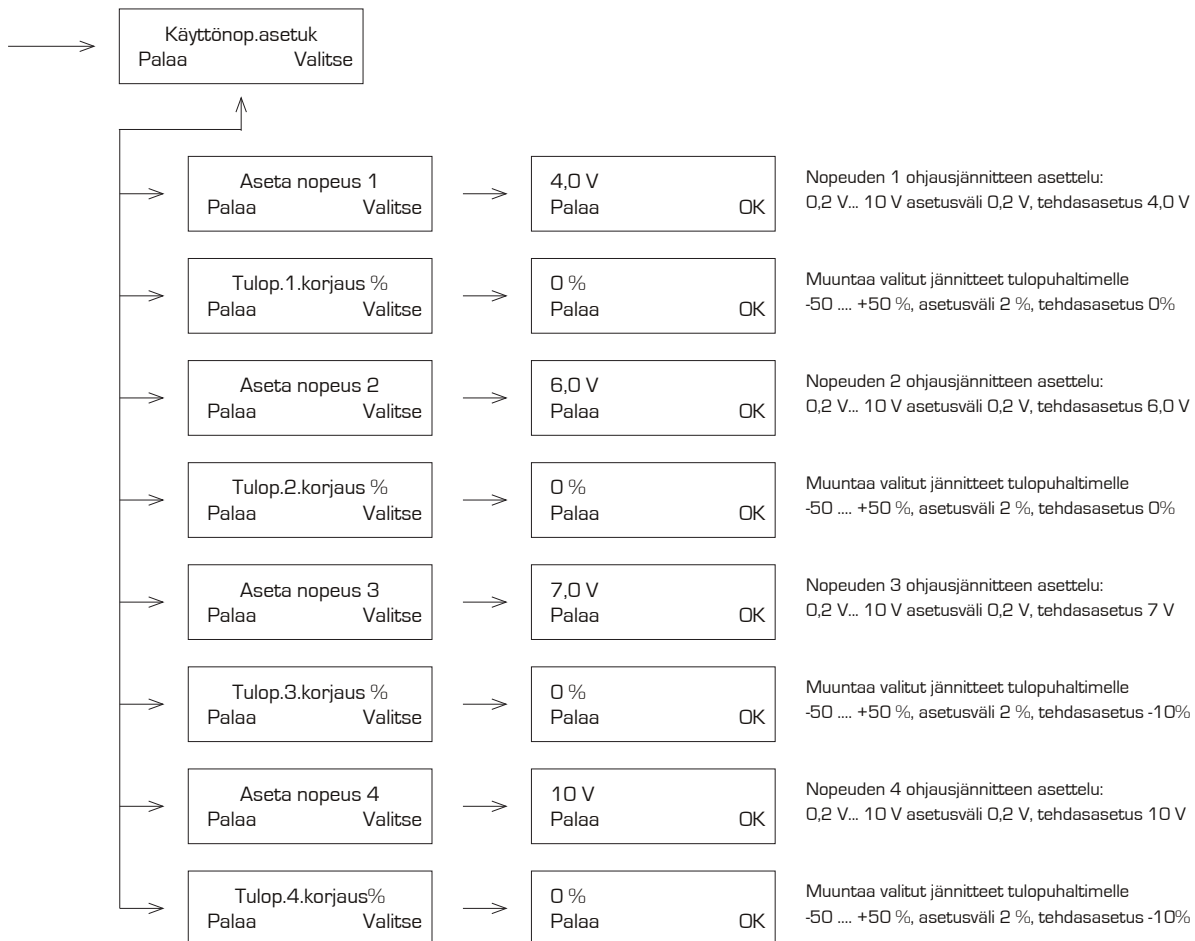 Käyttönop.asetuk
Palaa Valitse
Aseta nopeus 1
Palaa Valitse
4,0 V
Palaa OK
Nopeuden 1 ohjausjännitteen asettelu:
0,2 V... 10 V asetusväli 0,2 V, tehdasasetus 4,0 V
Tulop.1.korjaus %
Palaa Valitse
0 %
Palaa OK
Muuntaa valitut jännitteet tulopuhaltimelle
-50 .... +50 %, asetusväli 2 %, tehdasasetus 0%
Aseta nopeus 2
Palaa Valitse
6,0 V
Palaa OK
Nopeuden 2 ohjausjännitteen asettelu:
0,2 V... 10 V asetusväli 0,2 V, tehdasasetus 6,0 V
Tulop.2.korjaus %
Palaa Valitse
0 %
Palaa OK
Muuntaa valitut jännitteet tulopuhaltimelle
-50 .... +50 %, asetusväli 2 %, tehdasasetus 0%
Aseta nopeus 3
Palaa Valitse
7,0 V
Palaa OK
Nopeuden 3 ohjausjännitteen asettelu:
0,2 V... 10 V asetusväli 0,2 V, tehdasasetus 7 V
Tulop.3.korjaus %
Palaa Valitse
0 %
Palaa OK
Muuntaa valitut jännitteet tulopuhaltimelle
-50 .... +50 %, asetusväli 2 %, tehdasasetus -10%
Aseta nopeus 4
Palaa Valitse
10 V
Palaa OK
Nopeuden 4 ohjausjännitteen asettelu:
0,2 V... 10 V asetusväli 0,2 V, tehdasasetus 10 V
Tulop.4.korjaus%
Palaa Valitse
0 %
Palaa OK
Muuntaa valitut jännitteet tulopuhaltimelle
-50 .... +50 %, asetusväli 2 %, tehdasasetus -10%